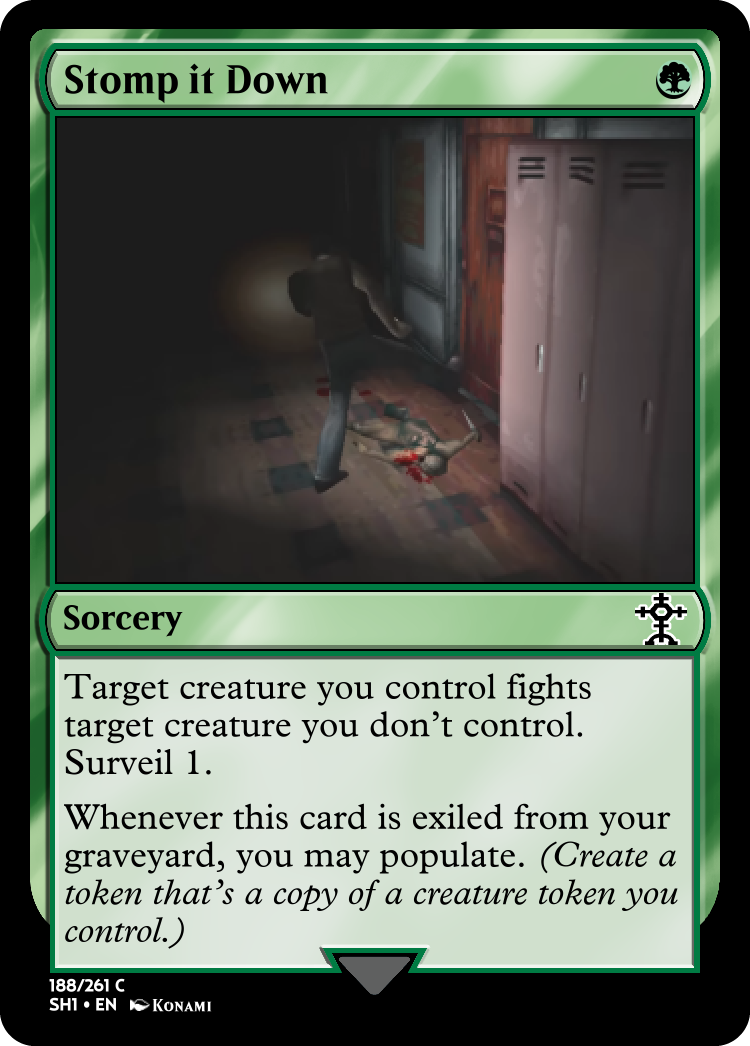 Stomp it Down
Sorcery
Target creature you control fights
target creature you don't control.
Surveil 1.
Whenever this card is exiled from your
graveyard, you may populate. (Create a
token that's a copy of a creature token you
control.)
188/261 C
SH1 • EN KONAMI